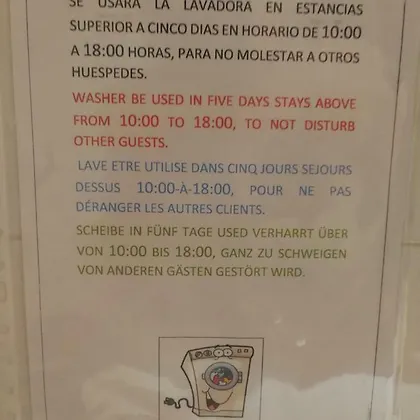 SE USARÁ LA LAVADORA EN ESTANCIAS
SUPERIOR A CINCO DIAS EN HORARIO DE 10:00
A 18:00 HORAS, PARA NO MOLESTAR A OTROS
HUESPEDES.
WASHER BE USED IN FIVE DAYS STAYS ABOVE
FROM 10:00 TO 18:00, TO NOT DISTURB
OTHER GUESTS.
LAVE ETRE UTILISE DANS CINQ JOURS SEJOURS
DESSUS 10:00-À-18:00, POUR NE PAS
DÉRANGER LES AUTRES CLIENTS.
SCHEIBE IN FÜNF TAGE USED VERHARRT ÜBER
VON 10:00 BIS 18:00, GANZ ZU SCHWEIGEN
VON ANDEREN GÄSTEN GESTÖRT WIRD.